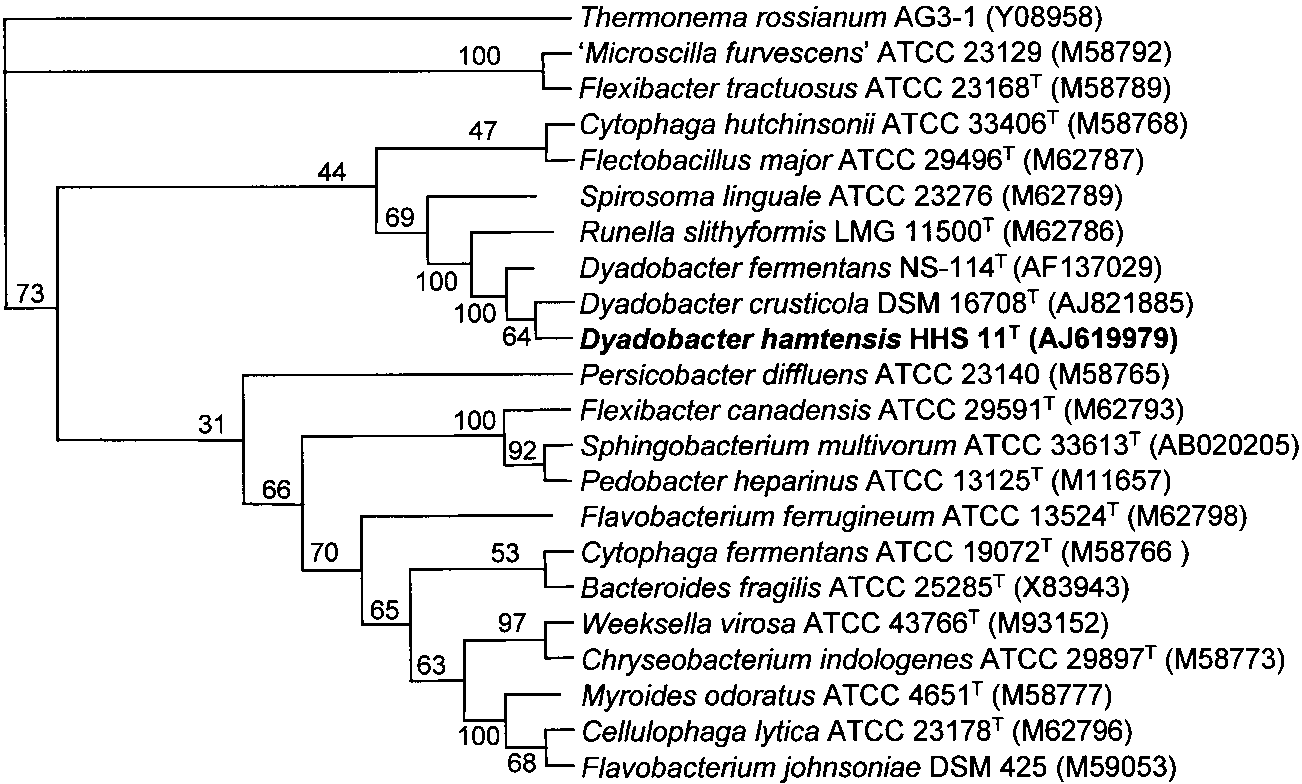 Thermonema rossianum AG3-1 (Y08958)
100
'Microscilla furvescens' ATCC 23129 (M58792)
Flexibacter tractuosus ATCC 23168ᵀ (M58789)
47
Cytophaga hutchinsonii ATCC 33406ᵀ (M58768)
Flectobacillus major ATCC 29496ᵀ (M62787)
44
Spirosoma linguale ATCC 23276 (M62789)
69
Runella slithyformis LMG 11500ᵀ (M62786)
100
Dyadobacter fermentans NS-114ᵀ (AF137029)
73
100
Dyadobacter crusticola DSM 16708ᵀ (AJ821885)
64
Dyadobacter hamtensis HHS 11ᵀ (AJ619979)
Persicobacter diffluens ATCC 23140 (M58765)
31
100
Flexibacter canadensis ATCC 29591ᵀ (M62793)
92
Sphingobacterium multivorum ATCC 33613ᵀ (AB020205)
66
Pedobacter heparinus ATCC 13125ᵀ (M11657)
Flavobacterium ferrugineum ATCC 13524ᵀ (M62798)
70
53
Cytophaga fermentans ATCC 19072ᵀ (M58766 )
Bacteroides fragilis ATCC 25285ᵀ (X83943)
65
97
Weeksella virosa ATCC 43766ᵀ (M93152)
63
Chryseobacterium indologenes ATCC 29897ᵀ (M58773)
Myroides odoratus ATCC 4651ᵀ (M58777)
100
Cellulophaga lytica ATCC 23178ᵀ (M62796)
68
Flavobacterium johnsoniae DSM 425 (M59053)